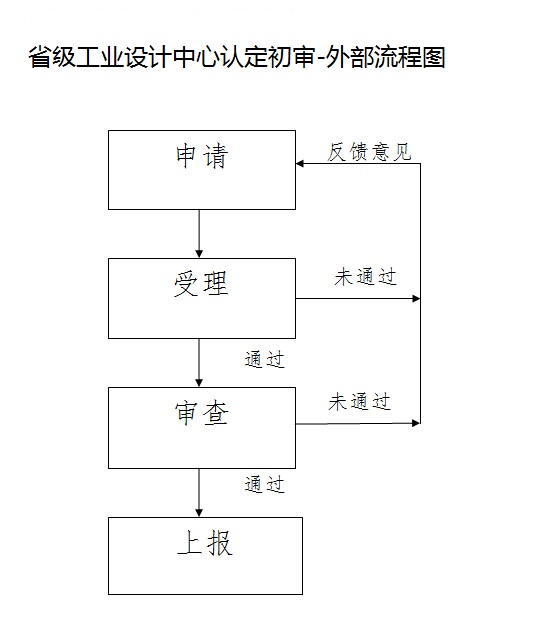 省级工业设计中心认定初审-外部流程图
反馈意见
申请
未通过
受理
通过
未通过
审查
通过
上报